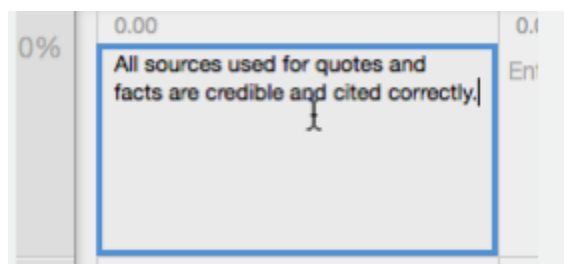 0.00
0%
All sources used for quotes and
facts are credible and cited correctly.